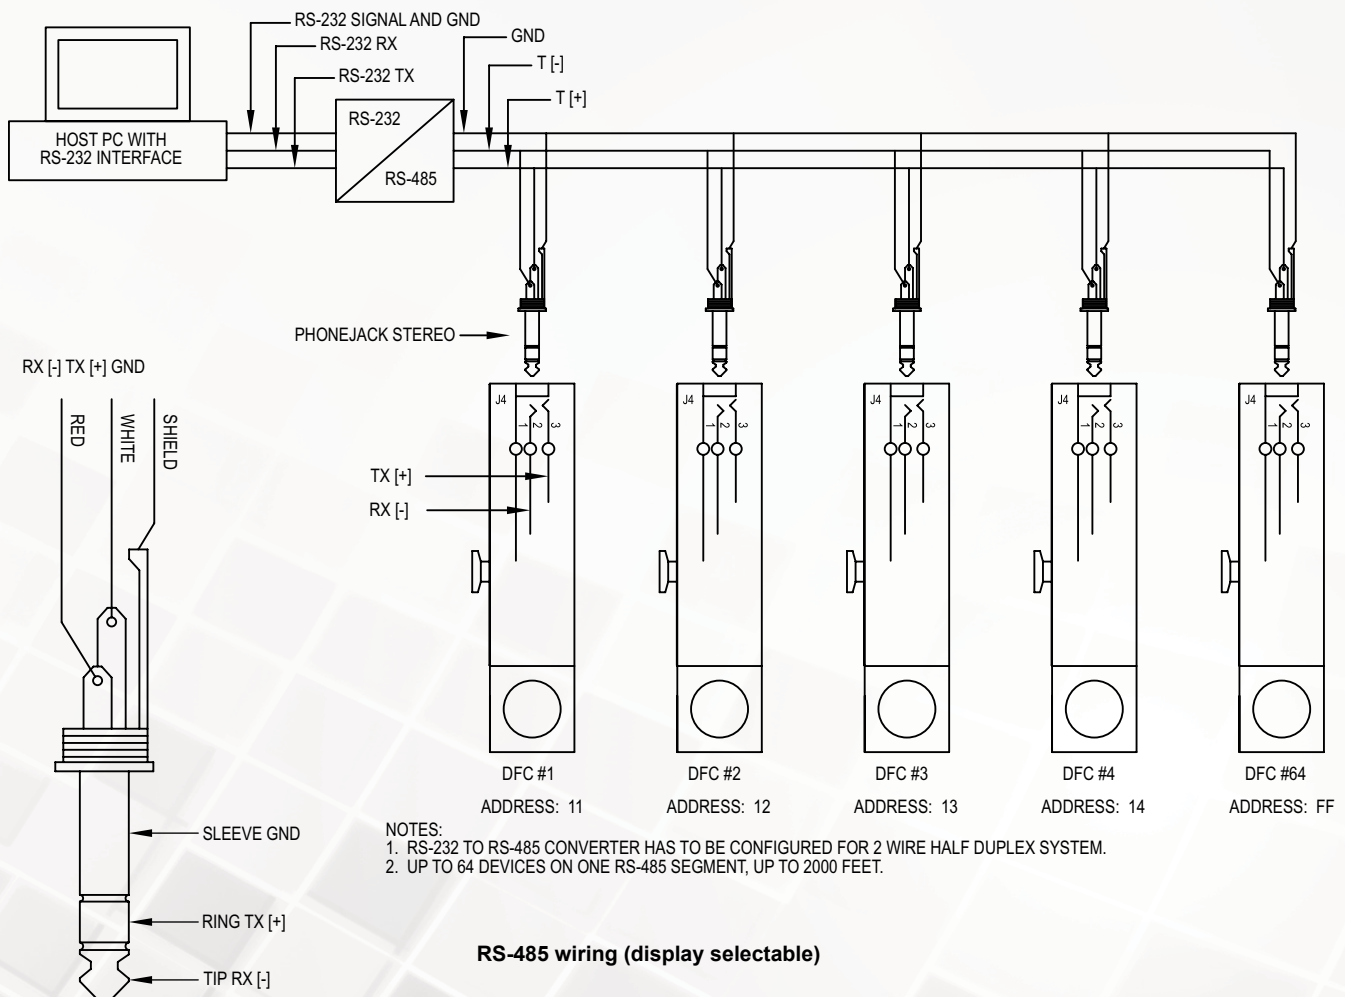 RS-232 SIGNAL AND GND
RS-232 RX
RS-232 TX
GND
T [-]
T [+]
HOST PC WITH
RS-232 INTERFACE
RS-232
RS-485
PHONEJACK STEREO
RX [-] TX [+] GND
RED
WHITE
SHIELD
J4
1
2
3
J4
1
2
3
J4
1
2
3
J4
1
2
3
J4
1
2
3
TX [+]
RX [-]
DFC #1
ADDRESS: 11
DFC #2
ADDRESS: 12
DFC #3
ADDRESS: 13
DFC #4
ADDRESS: 14
DFC #64
ADDRESS: FF
SLEEVE GND
RING TX [+]
TIP RX [-]
NOTES:
1. RS-232 TO RS-485 CONVERTER HAS TO BE CONFIGURED FOR 2 WIRE HALF DUPLEX SYSTEM.
2. UP TO 64 DEVICES ON ONE RS-485 SEGMENT, UP TO 2000 FEET.
RS-485 wiring (display selectable)